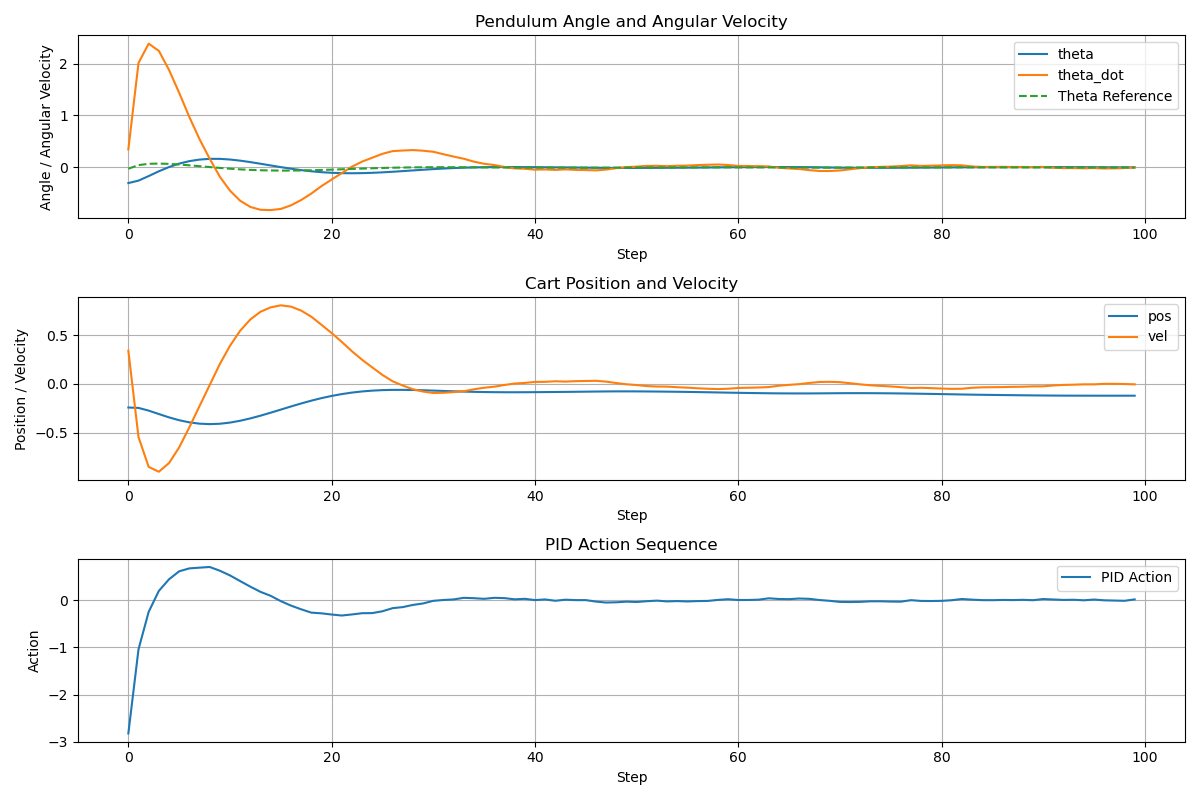 Pendulum Angle and Angular Velocity
Angle / Angular Velocity
2
1
0
theta
theta_dot
Theta Reference
0 20 40 60 80 100
Step
Cart Position and Velocity
Position / Velocity
0.5
0.0
−0.5
pos
vel
0 20 40 60 80 100
Step
PID Action Sequence
Action
0
−1
−2
−3
PID Action
0 20 40 60 80 100
Step